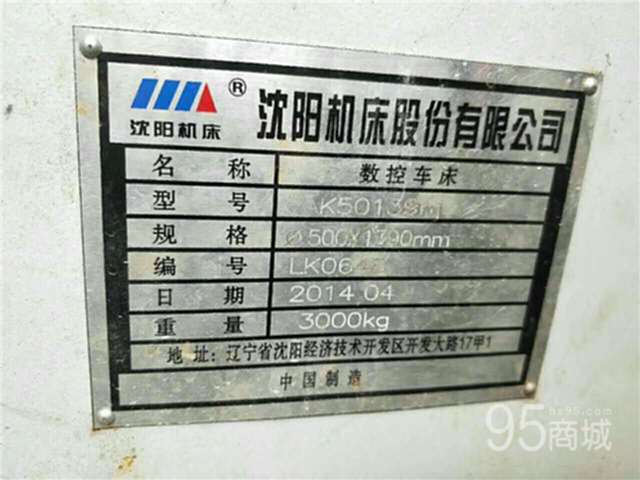 沈阳机床 ® 沈阳机床股份有限公司
名 称 数控车床
型 号
规 格 Ø500X1390mm
编 号
日 期 2014.04
重 量 3000kg
地 址: 辽宁省沈阳经济技术开发区开发大路17甲1
中国制造
hz95.com
95商城